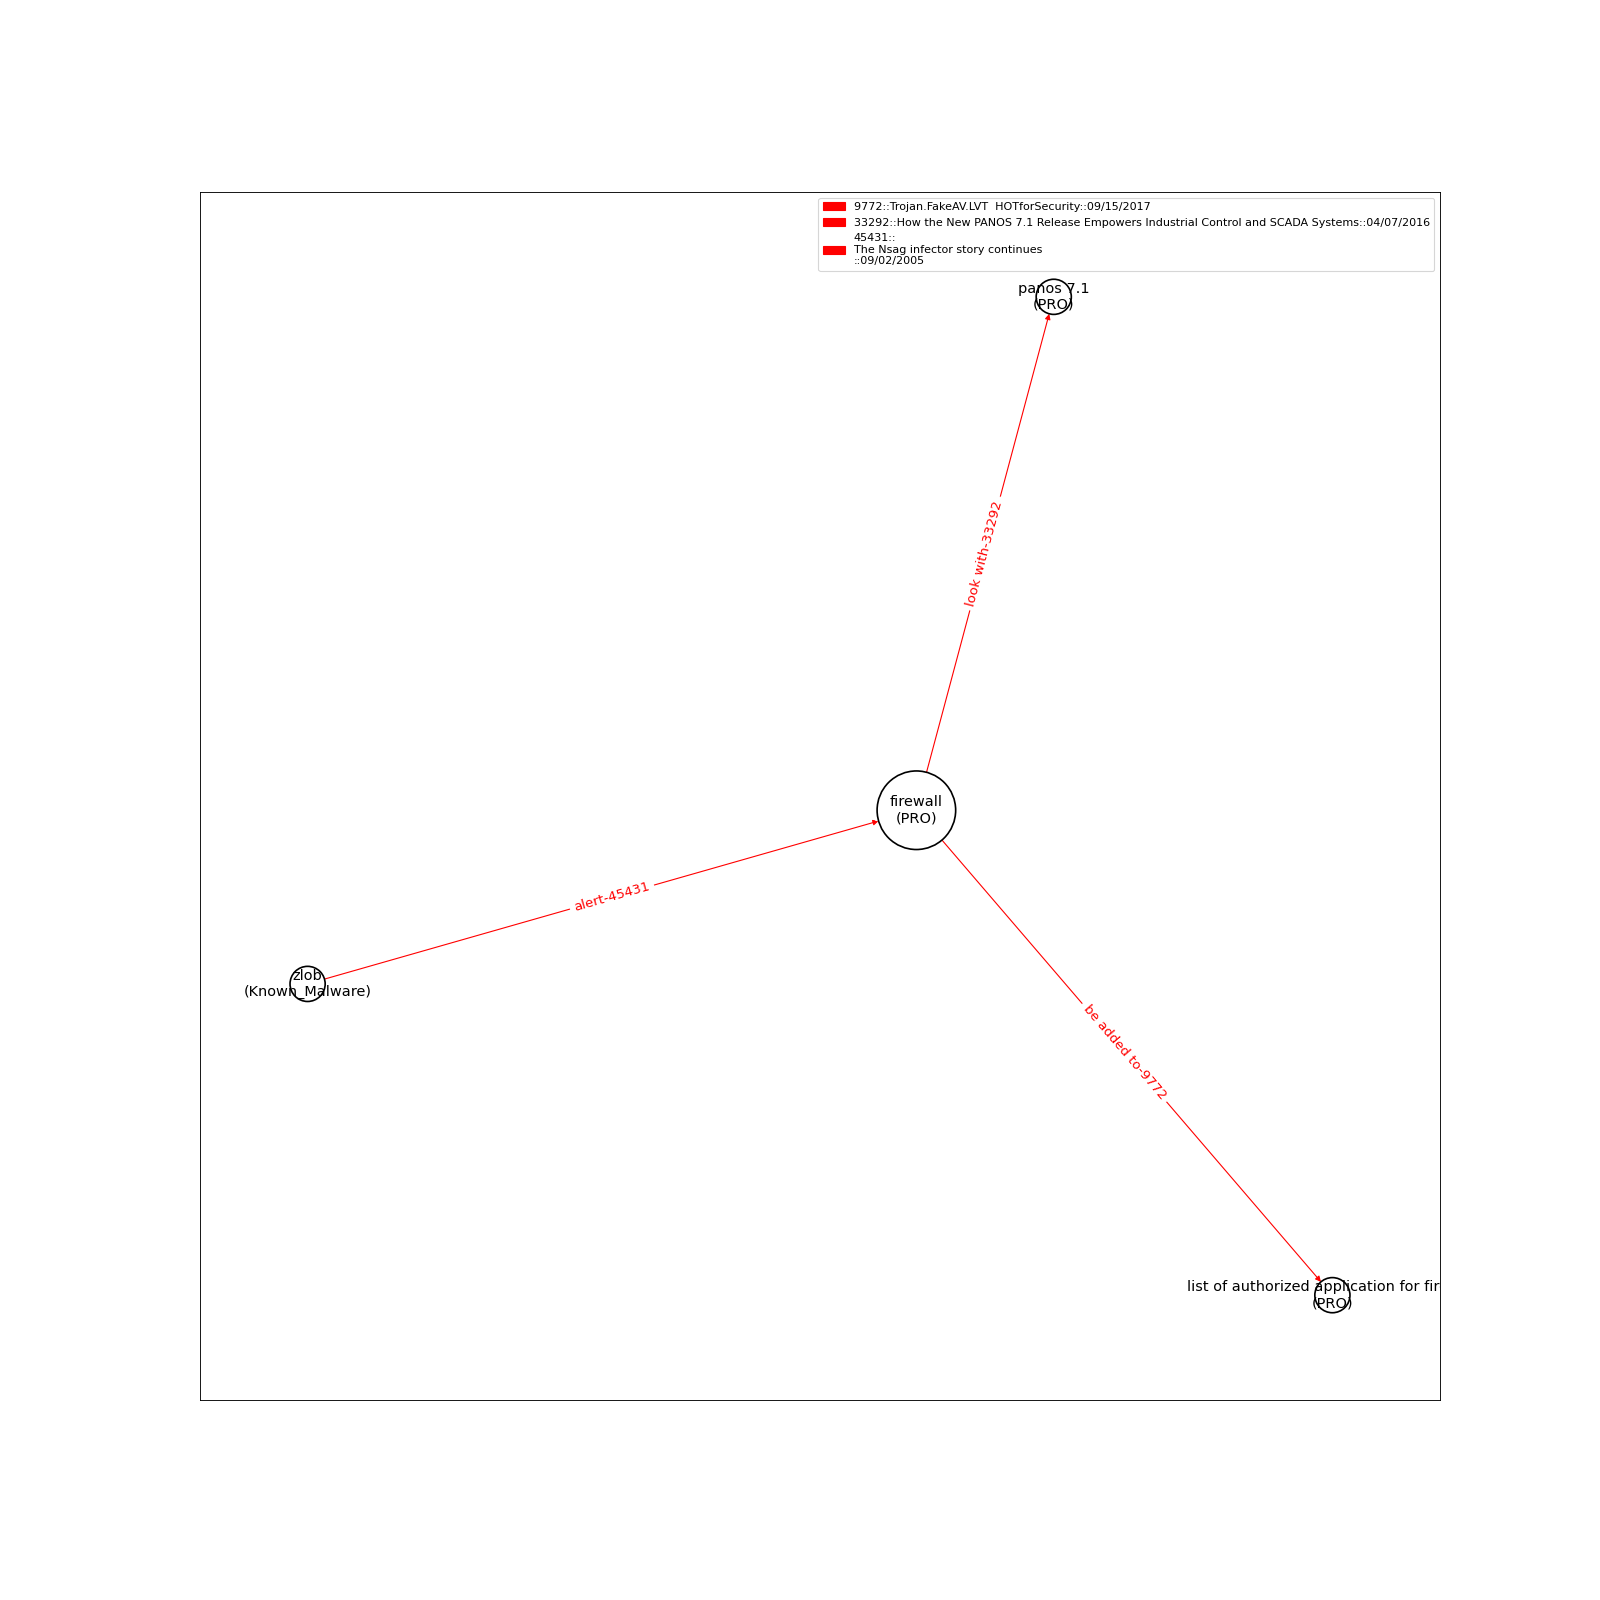 9772::Trojan.FakeAV.LVT  HOTforSecurity::09/15/2017
33292::How the New PANOS 7.1 Release Empowers Industrial Control and SCADA Systems::04/07/2016
45431::
The Nsag infector story continues
::09/02/2005
panos 7.1
(PRO)
look with-33292
firewall
(PRO)
alert-45431
zlob
(Known_Malware)
be added to-9772
list of authorized application for fir
(PRO)